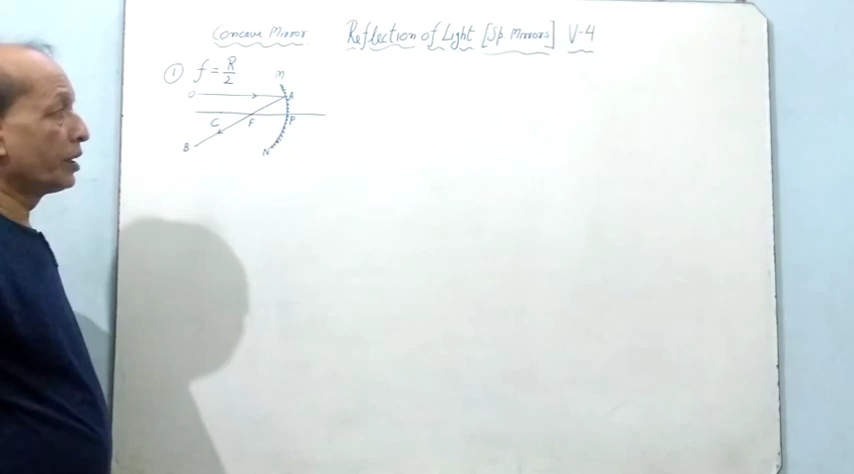 Concave Mirror Reflection of Light [Sp Mirrors] V-4
① f = R/2
M
O A
C F P
B N